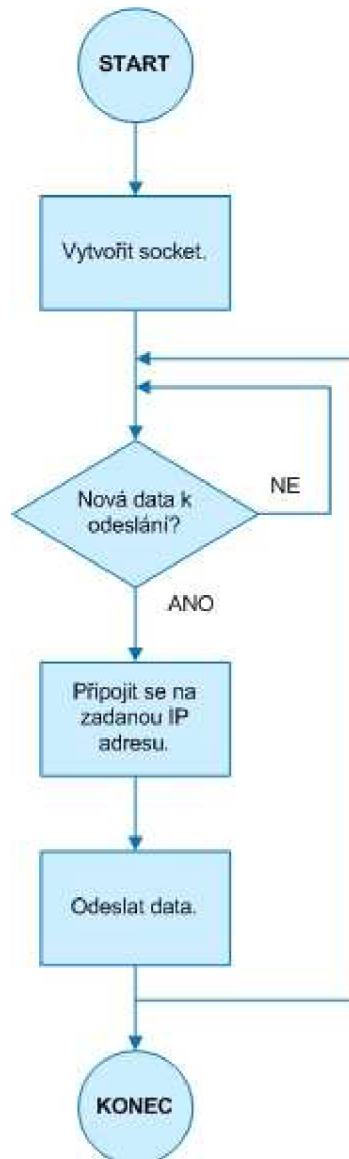 START
Vytvořit socket.
Nová data k
odeslání?
NE
ANO
Připojit se na
zadanou IP
adresu.
Odeslat data.
KONEC